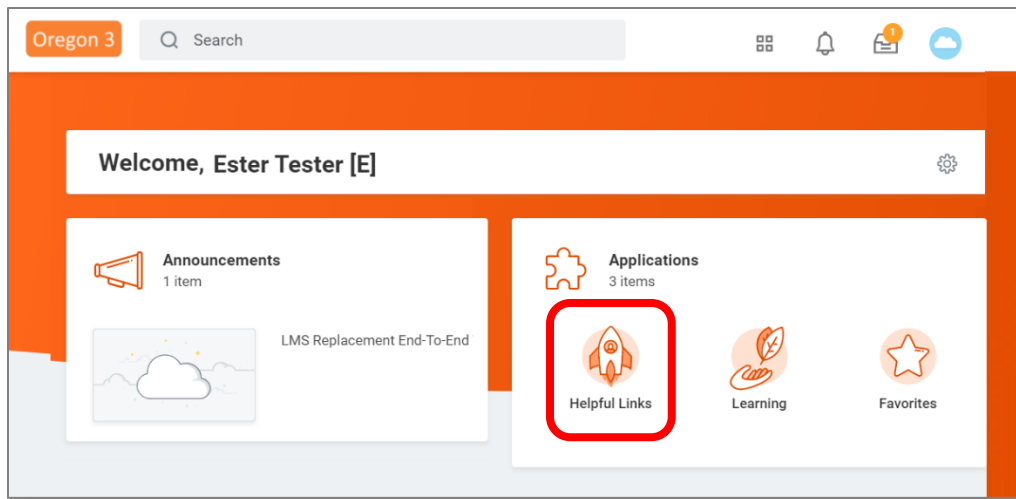 Oregon 3
Search
1
Welcome, Ester Tester [E]
Announcements
1 item
LMS Replacement End-To-End
Applications
3 items
Helpful Links
Learning
Favorites